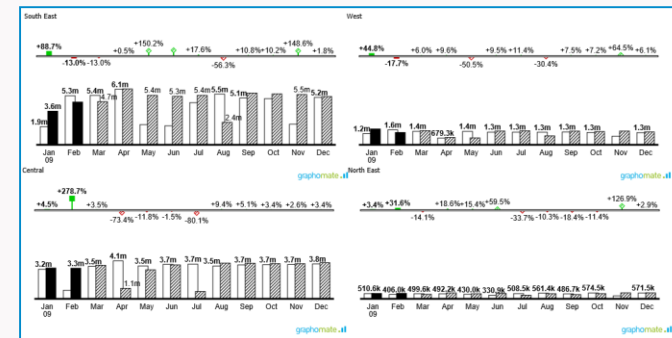 South East
+88.7% -13.0% -13.0% +0.5% +150.2% +17.6% -56.3% +10.8% +10.2% +148.6% +1.8%
1.9m 3.6m 5.3m 5.4m 4.7m 6.1m 5.4m 5.3m 5.4m 5.5m 2.4m 5.1m 5.5m 5.2m
Jan Feb Mar Apr May Jun Jul Aug Sep Oct Nov Dec
09
graphomate
West
+44.8% -17.7% +6.0% +9.6% -50.5% +9.5% +11.4% -30.4% +7.5% +7.2% +64.5% +6.1%
1.2m 1.6m 1.4m 679.3k 1.4m 1.3m 1.3m 1.3m 1.3m 1.3m 1.3m
Jan Feb Mar Apr May Jun Jul Aug Sep Oct Nov Dec
09
graphomate
Central
+4.5% +278.7% +3.5% -73.4% -11.8% -1.5% -80.1% +9.4% +5.1% +3.4% +2.6% +3.4%
3.2m 3.3m 3.5m 4.1m 1.1m 3.5m 3.7m 3.7m 3.5m 3.7m 3.7m 3.7m 3.8m
Jan Feb Mar Apr May Jun Jul Aug Sep Oct Nov Dec
09
graphomate
North East
+3.4% +31.6% -14.1% +18.6% +15.4% +59.5% -33.7% -10.3% -18.4% -11.4% +126.9% +2.9%
510.6k 406.0k 499.6k 492.2k 430.0k 330.9k 508.5k 561.4k 486.7k 574.5k 571.5k
Jan Feb Mar Apr May Jun Jul Aug Sep Oct Nov Dec
09
graphomate